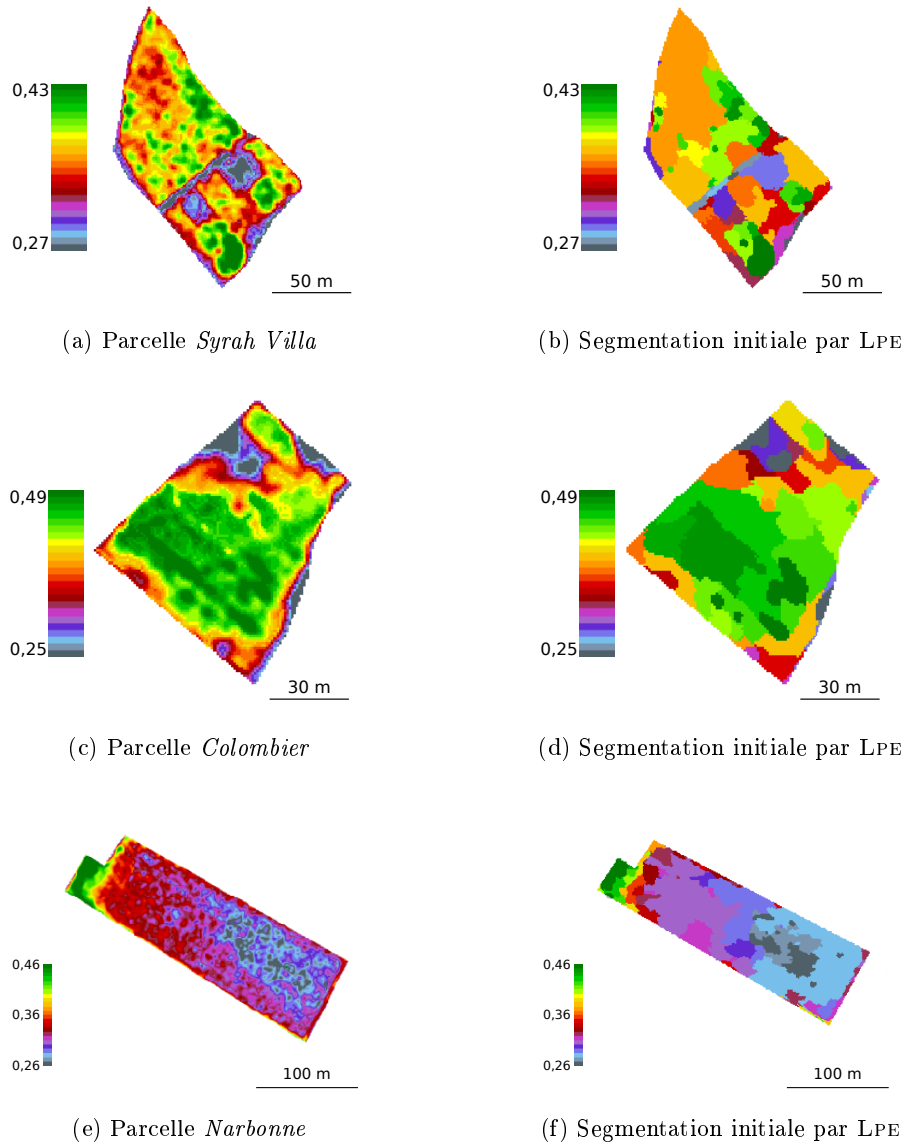 0,43
0,27
50 m
0,43
0,27
50 m
(a) Parcelle Syrah Villa
(b) Segmentation initiale par LPE
0,49
0,25
30 m
0,49
0,25
30 m
(c) Parcelle Colombier
(d) Segmentation initiale par LPE
0,46
0,36
0,26
100 m
0,46
0,36
0,26
100 m
(e) Parcelle Narbonne
(f) Segmentation initiale par LPE